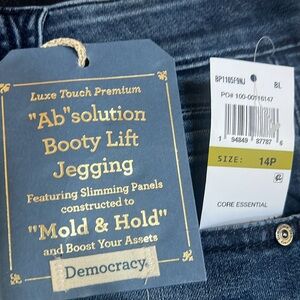 Luxe Touch Premium
"Ab"solution
Booty Lift
Jegging
Featuring Slimming Panels
constructed to
"Mold & Hold"
and Boost Your Assets
Democracy
BP1105F9NJ BL
PO# 100-00116147
1 94849 87787 6
SIZE: 14P
CORE ESSENTIAL